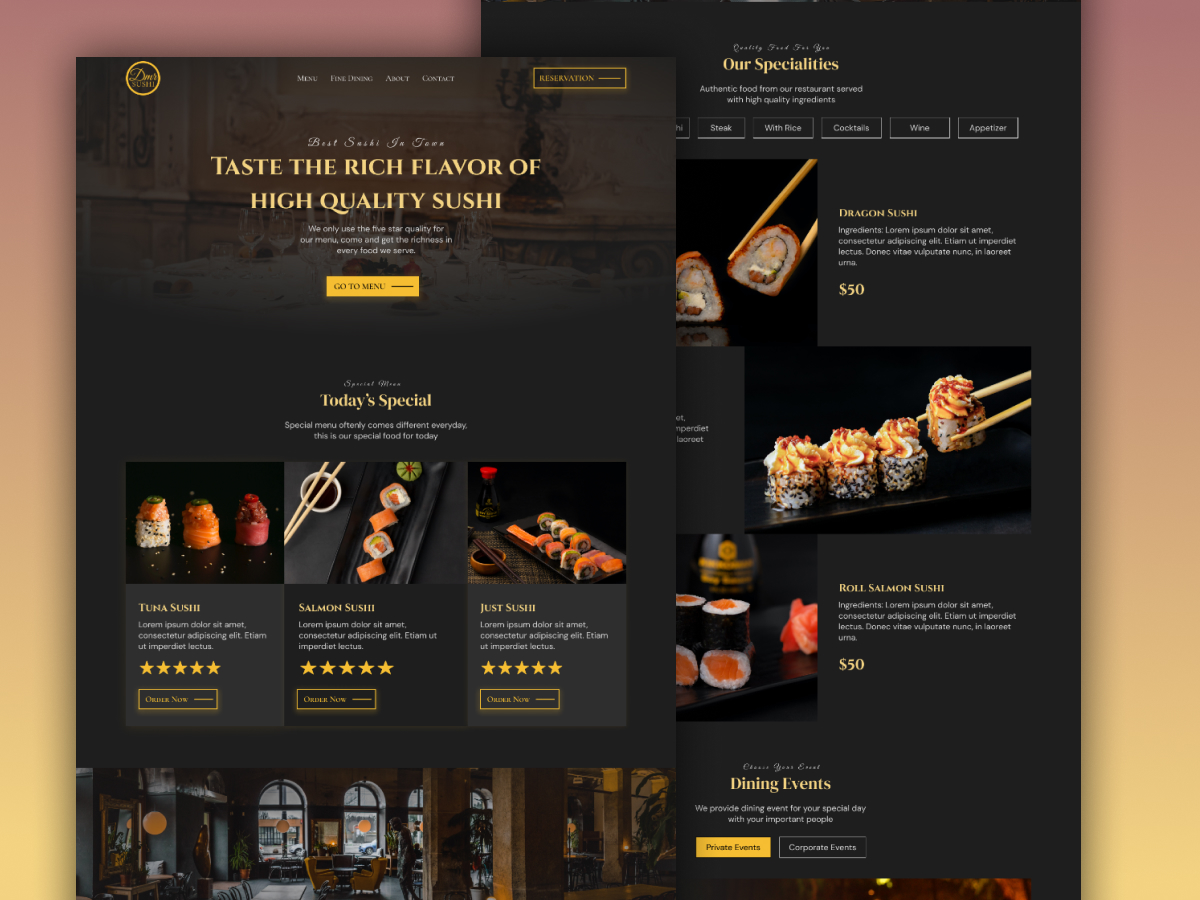 Dmr
SUSHI
Menu Fine Dining About Contact
RESERVATION
Best Sushi In Town
Taste the rich flavor of
high quality sushi
We only use the five star quality for
our menu, come and get the richness in
every food we serve.
GO TO MENU
Special Menu
Today's Special
Special menu oftenly comes different everyday,
this is our special food for today
Tuna Sushi
Lorem ipsum dolor sit amet,
consectetur adipiscing elit. Etiam
ut imperdiet lectus.
Order Now
Salmon Sushi
Lorem ipsum dolor sit amet,
consectetur adipiscing elit. Etiam ut
imperdiet lectus.
Order Now
Just Sushi
Lorem ipsum dolor sit amet,
consectetur adipiscing elit. Etiam
ut imperdiet lectus.
Order Now
Quality Food For You
Our Specialities
Authentic food from our restaurant served
with high quality ingredients
hi
Steak
With Rice
Cocktails
Wine
Appetizer
Dragon Sushi
Ingredients: Lorem ipsum dolor sit amet,
consectetur adipiscing elit. Etiam ut imperdiet
lectus. Donec vitae vulputate nunc, in laoreet
urna.
$50
et,
mperdiet
laoreet
Roll Salmon Sushi
Ingredients: Lorem ipsum dolor sit amet,
consectetur adipiscing elit. Etiam ut imperdiet
lectus. Donec vitae vulputate nunc, in laoreet
urna.
$50
Choose Your Event
Dining Events
We provide dining event for your special day
with your important people
Private Events
Corporate Events